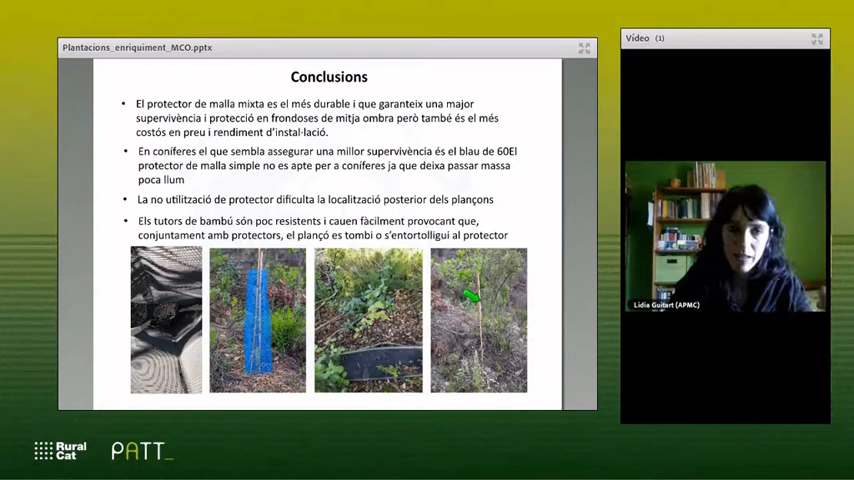 Plantacions_enriquiment_MCO.pptx
Vídeo (1)
Conclusions
• El protector de malla mixta es el més durable i que garanteix una major
supervivència i protecció en frondoses de mitja ombra però també és el més
costós en preu i rendiment d'instal·lació.
• En coníferes el que sembla assegurar una millor supervivència és el blau de 60El
protector de malla simple no es apte per a coníferes ja que deixa passar massa
poca llum
• La no utilització de protector dificulta la localització posterior dels plançons
• Els tutors de bambú són poc resistents i cauen fàcilment provocant que,
conjuntament amb protectors, el plançó es tombi o s'entortolligui al protector
Lídia Guitart (APMC)
Rural
Cat
PATT_